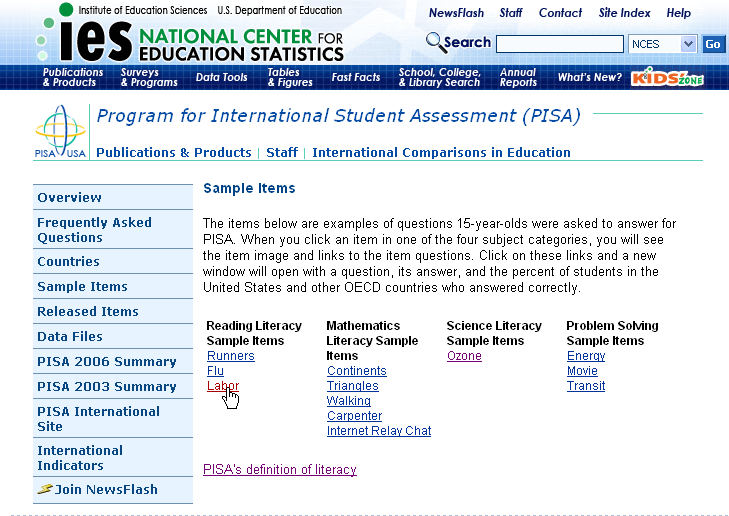 Institute of Education Sciences U.S. Department of Education
ies NATIONAL CENTER FOR EDUCATION STATISTICS
NewsFlash Staff Contact Site Index Help
Search NCES Go
Publications & Products Surveys & Programs Data Tools Tables & Figures Fast Facts School, College, & Library Search Annual Reports What's New? KIDS' ZONE
Program for International Student Assessment (PISA)
PISA USA
Publications & Products | Staff | International Comparisons in Education
Overview
Frequently Asked
Questions
Countries
Sample Items
Released Items
Data Files
PISA 2006 Summary
PISA 2003 Summary
PISA International
Site
International
Indicators
Join NewsFlash
Sample Items
The items below are examples of questions 15-year-olds were asked to answer for
PISA. When you click an item in one of the four subject categories, you will see
the item image and links to the item questions. Click on these links and a new
window will open with a question, its answer, and the percent of students in the
United States and other OECD countries who answered correctly.
Reading Literacy
Sample Items
Runners
Flu
Labor
Mathematics
Literacy Sample
Items
Continents
Triangles
Walking
Carpenter
Internet Relay Chat
Science Literacy
Sample Items
Ozone
Problem Solving
Sample Items
Energy
Movie
Transit
PISA's definition of literacy